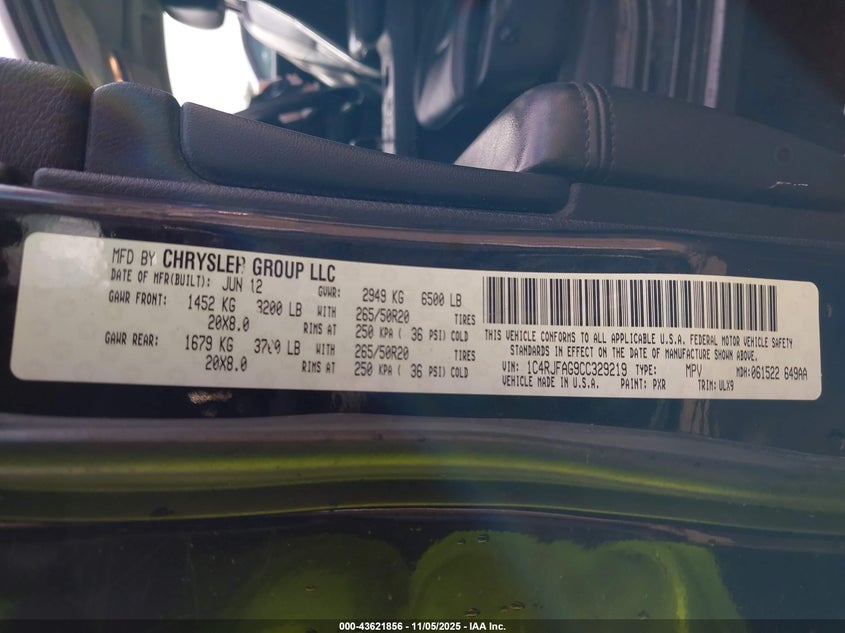 MFD BY CHRYSLER GROUP LLC
DATE OF MFR(BUILT): JUN 12 GVWR: 2949 KG 6500 LB
GAWR FRONT: 1452 KG 3200 LB WITH 265/50R20 TIRES
20X8.0 RIMS AT 250 KPA ( 36 PSI) COLD
GAWR REAR: 1679 KG 3700 LB WITH 265/50R20 TIRES
20X8.0 RIMS AT 250 KPA ( 36 PSI) COLD
THIS VEHICLE CONFORMS TO ALL APPLICABLE U.S.A. FEDERAL MOTOR VEHICLE SAFETY
STANDARDS IN EFFECT ON THE DATE OF MANUFACTURE SHOWN ABOVE.
VIN: 1C4RJFAG9CC329219 TYPE: MPV MDH:061522 649AA
VEHICLE MADE IN U.S.A. PAINT: PXR TRIM: ULX9
000-43621856 - 11/05/2025 - IAA Inc.